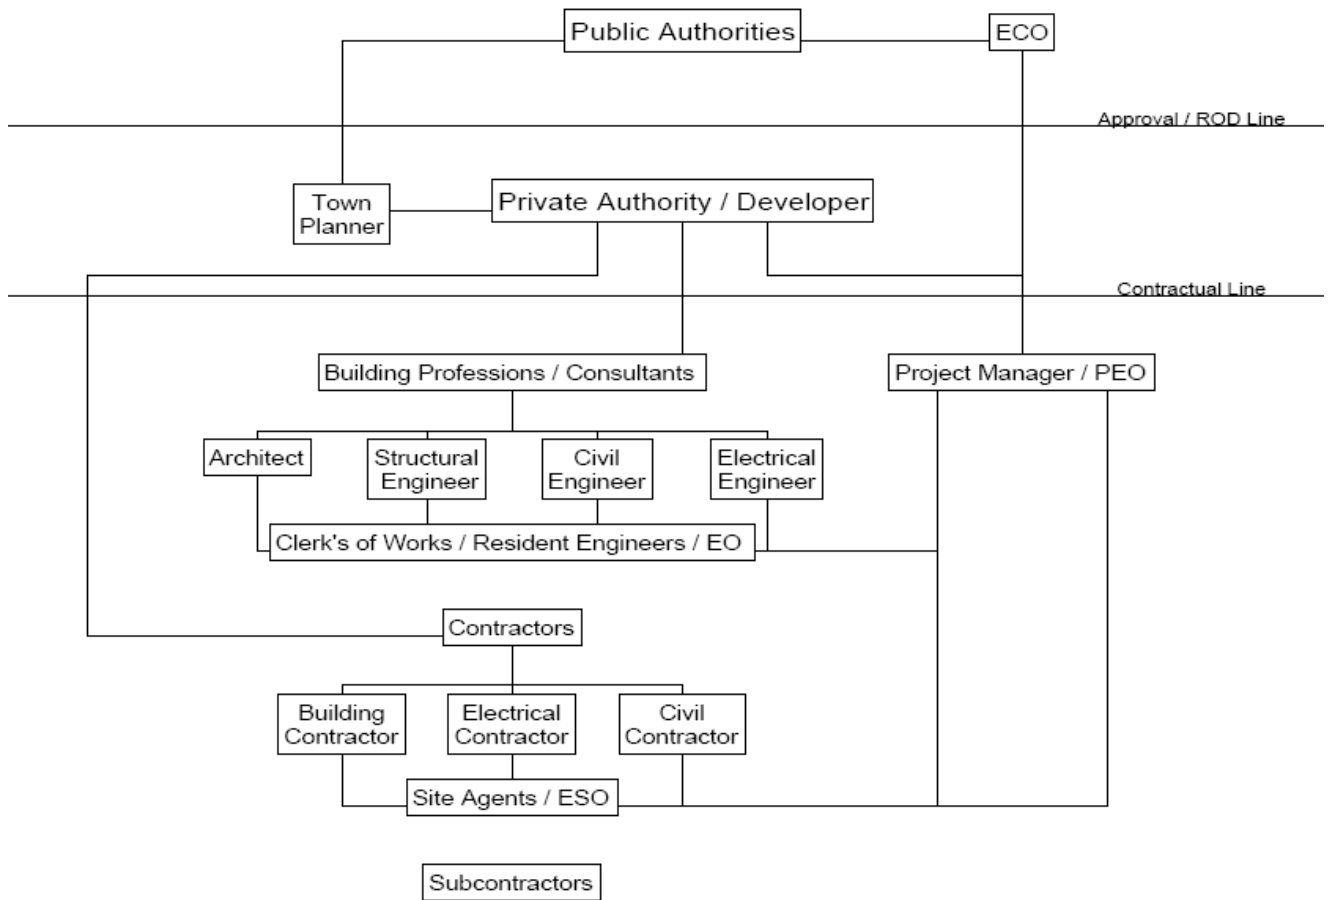 Public Authorities
ECO
Approval / ROD Line
Town
Planner
Private Authority / Developer
Contractual Line
Building Professions / Consultants
Project Manager / PEO
Architect
Structural
Engineer
Civil
Engineer
Electrical
Engineer
Clerk's of Works / Resident Engineers / EO
Contractors
Building
Contractor
Electrical
Contractor
Civil
Contractor
Site Agents / ESO
Subcontractors